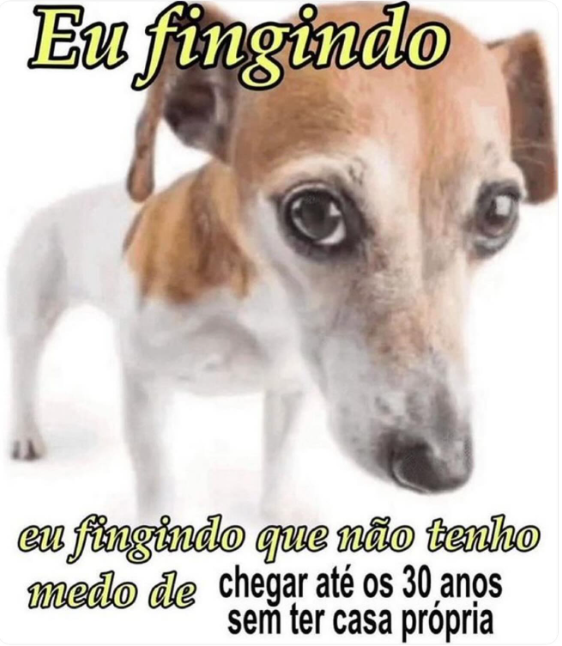 Eu fingindo
eu fingindo que não tenho
medo de chegar até os 30 anos
sem ter casa própria